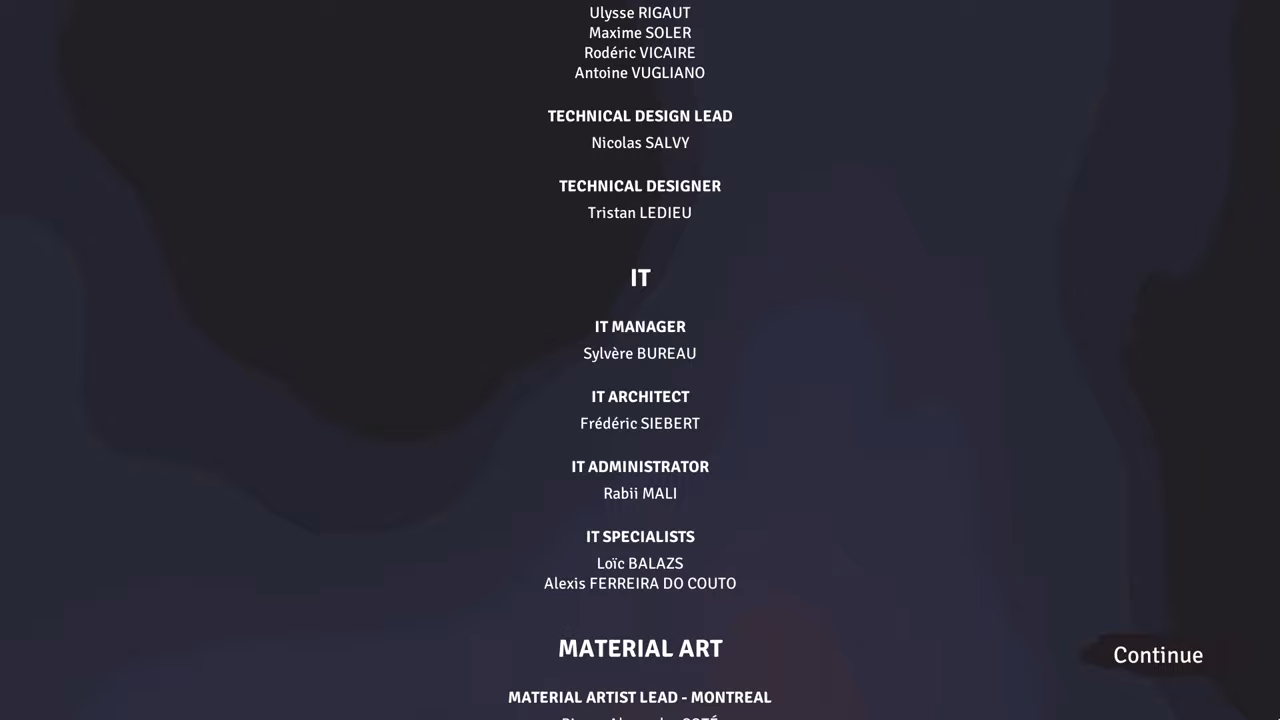 Ulysse RIGAUT
Maxime SOLER
Rodéric VICAIRE
Antoine VUGLIANO
TECHNICAL DESIGN LEAD
Nicolas SALVY
TECHNICAL DESIGNER
Tristan LEDIEU
IT
IT MANAGER
Sylvère BUREAU
IT ARCHITECT
Frédéric SIEBERT
IT ADMINISTRATOR
Rabii MALI
IT SPECIALISTS
Loïc BALAZS
Alexis FERREIRA DO COUTO
MATERIAL ART
Continue
MATERIAL ARTIST LEAD - MONTREAL